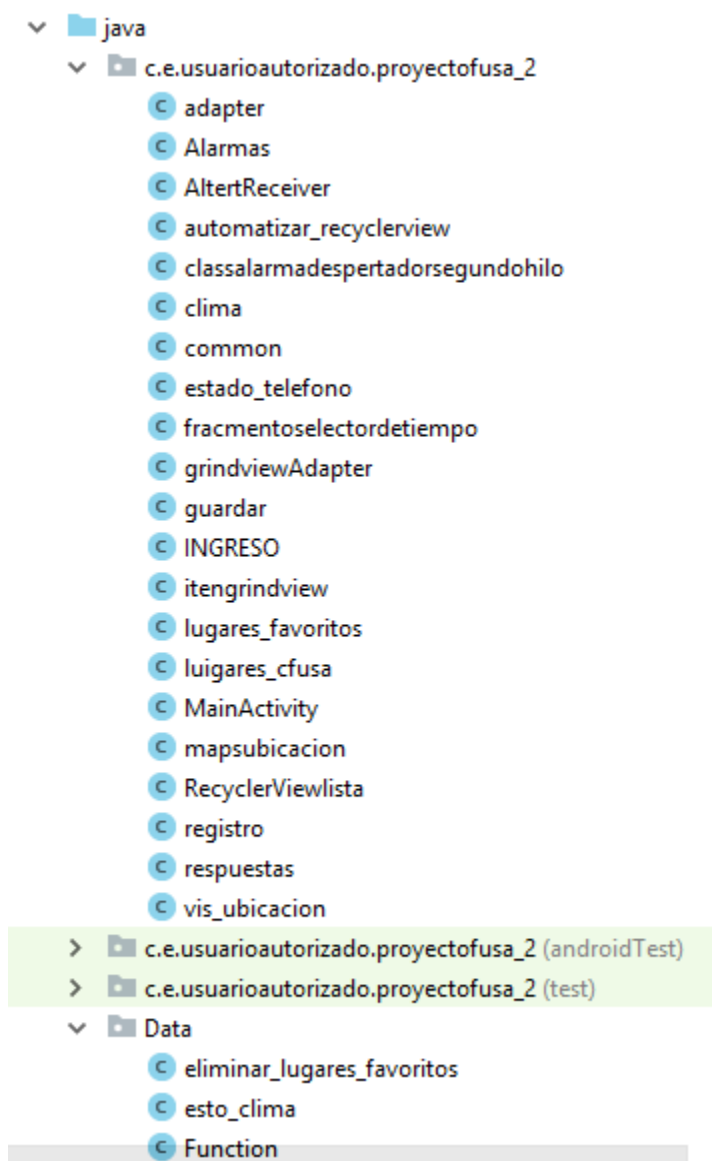 java
c.e.usuarioautorizado.proyectofusa_2
C adapter
C Alarmas
C AltertReceiver
C automatizar_recyclerview
C classalarmadespertadorsegundohilo
C clima
C common
C estado_telefono
C fracmentoselectordetiempo
C grindviewAdapter
C guardar
C INGRESO
C itengrindview
C lugares_favoritos
C luigares_cfusa
C MainActivity
C mapsubicacion
C RecyclerViewlista
C registro
C respuestas
C vis_ubicacion
c.e.usuarioautorizado.proyectofusa_2 (androidTest)
c.e.usuarioautorizado.proyectofusa_2 (test)
Data
C eliminar_lugares_favoritos
C esto_clima
C Function